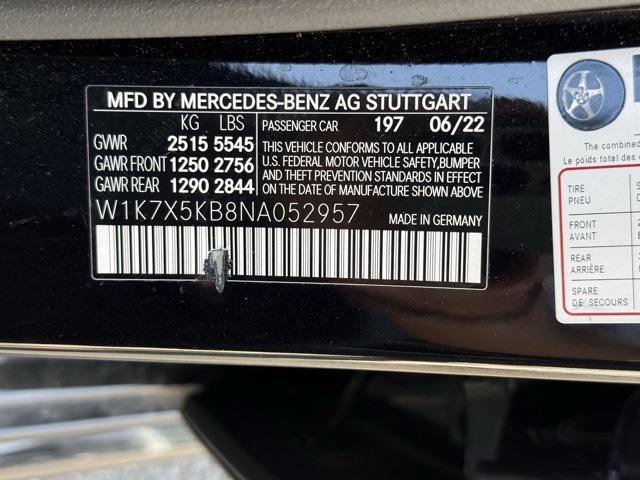 MFD BY MERCEDES-BENZ AG STUTTGART
KG LBS
GWWR 2515 5545
GAWR FRONT 1250 2756
GAWR REAR 1290 2844
PASSENGER CAR 197 06/22
THIS VEHICLE CONFORMS TO ALL APPLICABLE
U.S. FEDERAL MOTOR VEHICLE SAFETY,BUMPER
AND THEFT PREVENTION STANDARDS IN EFFECT
ON THE DATE OF MANUFACTURE SHOWN ABOVE.
W1K7X5KB8NA052957
MADE IN GERMANY
The combined
Le poids total des
TIRE
PNEU
FRONT
AVANT
REAR
ARRIÈRE
SPARE
DE SECOURS